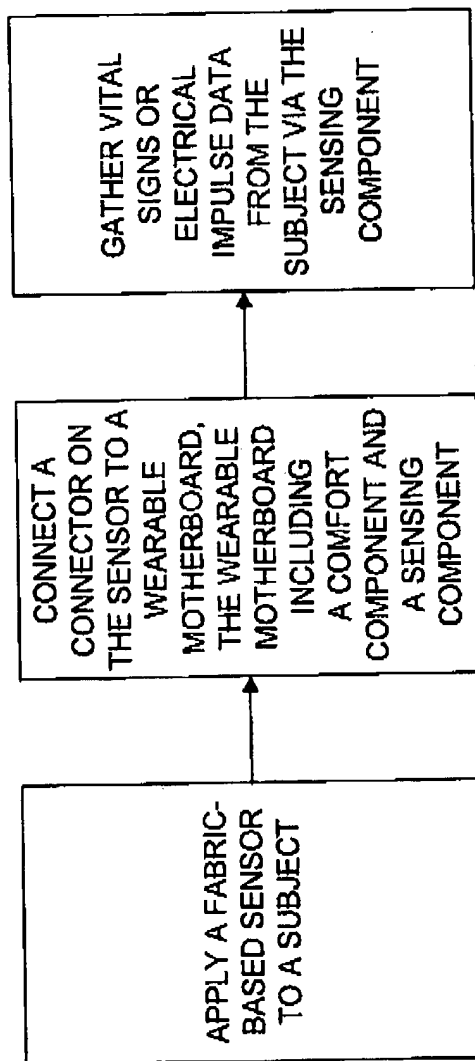 APPLY A FABRIC-
BASED SENSOR
TO A SUBJECT
CONNECT A
CONNECTOR ON
THE SENSOR TO A
WEARABLE
MOTHERBOARD,
THE WEARABLE
MOTHERBOARD
INCLUDING
A COMFORT
COMPONENT AND
A SENSING
COMPONENT
GATHER VITAL
SIGNS OR
ELECTRICAL
IMPULSE DATA
FROM THE
SUBJECT VIA THE
SENSING
COMPONENT